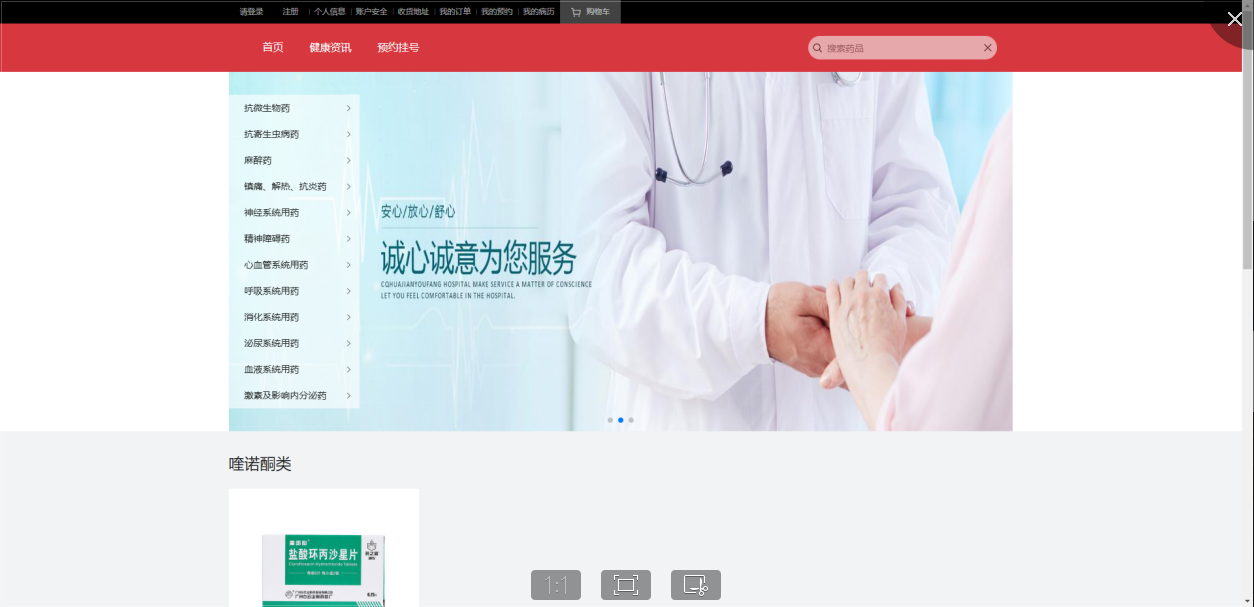 请登录 注册 个人信息 账户安全 收货地址 我的订单 我的预约 我的病历 购物车
首页 健康资讯 预约挂号 搜索药品
抗微生物药
抗寄生虫病药
麻醉药
镇痛、解热、抗炎药
神经系统用药
精神障碍药
心血管系统用药
呼吸系统用药
消化系统用药
泌尿系统用药
血液系统用药
激素及影响内分泌药
安心/放心/舒心
诚心诚意为您服务
CQHUAJIANYOUFANG HOSPITAL MAKE SERVICE A MATTER OF CONSCIENCE
LET YOU FEEL COMFORTABLE IN THE HOSPITAL.
喹诺酮类
盐酸环丙沙星片
1:1